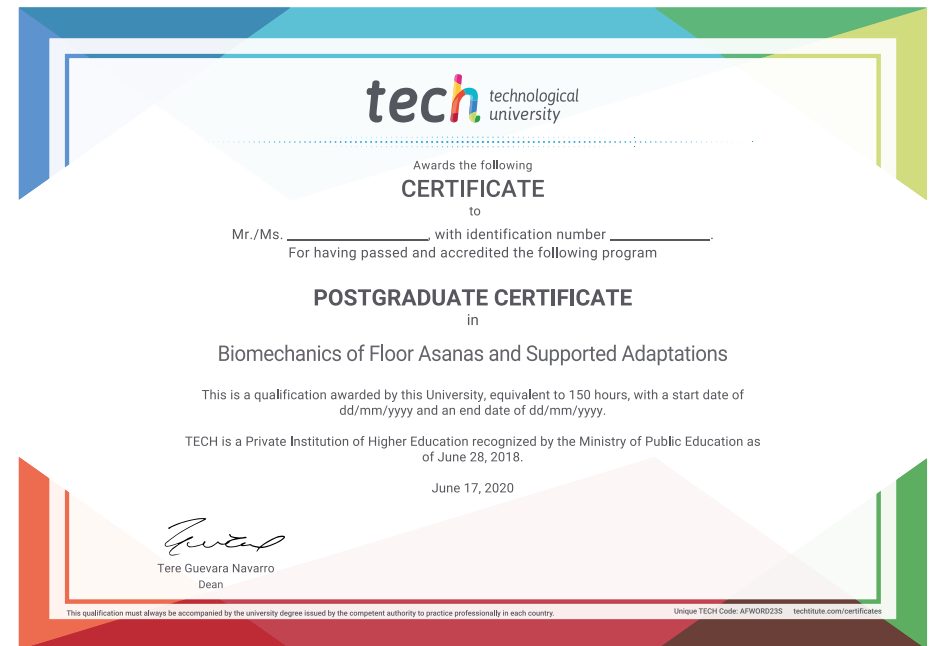 tech technological
university
Awards the following
CERTIFICATE
to
Mr./Ms. ____________________, with identification number ______________.
For having passed and accredited the following program
POSTGRADUATE CERTIFICATE
in
Biomechanics of Floor Asanas and Supported Adaptations
This is a qualification awarded by this University, equivalent to 150 hours, with a start date of
dd/mm/yyyy and an end date of dd/mm/yyyy.
TECH is a Private Institution of Higher Education recognized by the Ministry of Public Education as
of June 28, 2018.
June 17, 2020
Tere Guevara Navarro
Dean
This qualification must always be accompanied by the university degree issued by the competent authority to practice professionally in each country.
Unique TECH Code: AFWORD23S techtitute.com/certificates